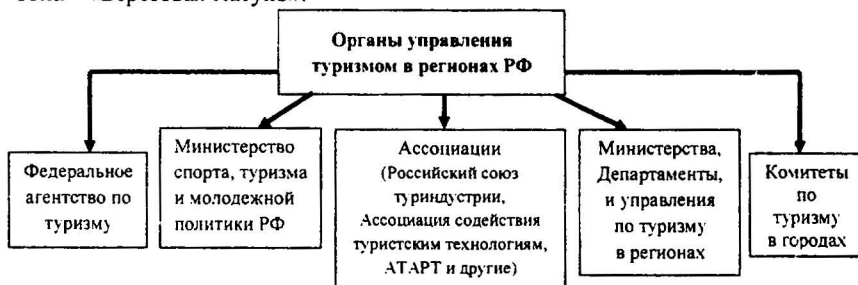 Органы управления
туризмом в регионах РФ
Федеральное
агентство по
туризму
Министерство
спорта, туризма
и молодежной
политики РФ
Ассоциации
(Российский союз
туриндустрии,
Ассоциация содействия
туристским технологиям,
АТАРТ и другие)
Министерства,
Департаменты,
и управления
по туризму
в регионах
Комитеты
по
туризму
в городах